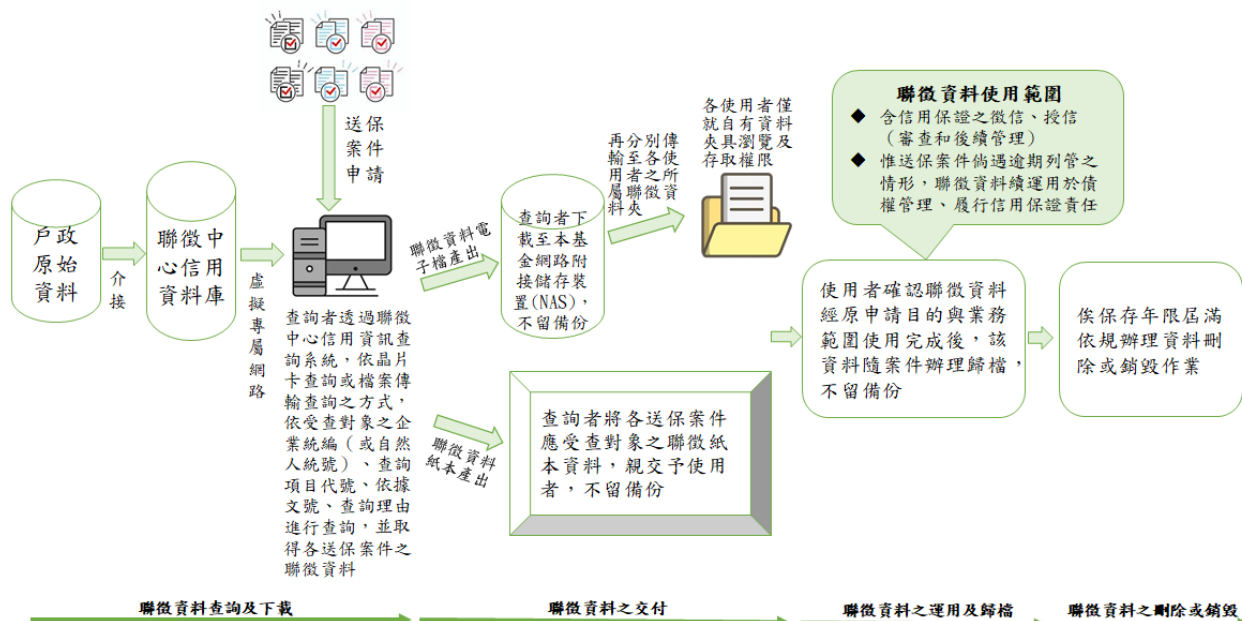 送保
案件
申請
戶政
原始
資料
介接
聯徵中
心信用
資料庫
虛擬專屬網路
查詢者透過聯徵
中心信用資訊查
詢系統，依晶片
卡查詢或檔案傳
輸查詢之方式，
依受查對象之企
業統編（或自然
人統號）、查詢
項目代號、依據
文號、查詢理由
進行查詢，並取
得各送保案件之
聯徵資料
聯徵資料電
子檔產出
查詢者下
載至本基
金網路附
接儲存裝
置(NAS)，
不留備份
再分別傳
輸至各使
用者之所
屬聯徵資
料夾
各使用者僅
就自有資料
夾具瀏覽及
存取權限
聯徵資料
紙本產出
查詢者將各送保案件
應受查對象之聯徵紙
本資料，親交予使用
者，不留備份
聯徵資料使用範圍
◆ 含信用保證之徵信、授信
（審查和後續管理）
◆ 惟送保案件倘遇逾期列管之
情形，聯徵資料續運用於債
權管理、履行信用保證責任
使用者確認聯徵資料
經原申請目的與業務
範圍使用完成後，該
資料隨案件辦理歸檔，
不留備份
俟保存年限屆滿
依規辦理資料刪
除或銷毀作業
聯徵資料查詢及下載
聯徵資料之交付
聯徵資料之運用及歸檔
聯徵資料之刪除或銷毀